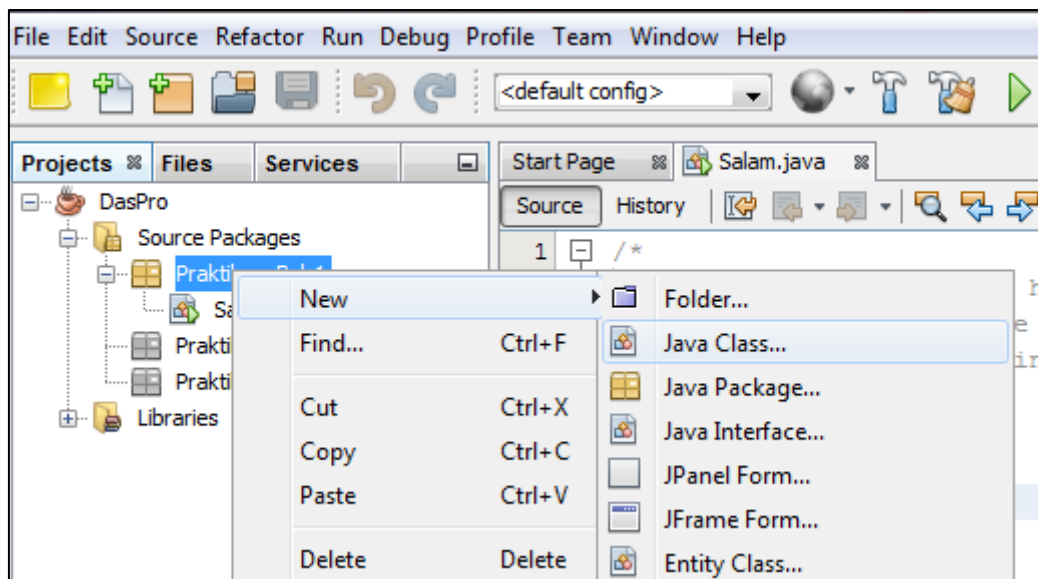 File Edit Source Refactor Run Debug Profile Team Window Help
<default config>
Projects Files Services
Start Page Salam.java
DasPro
Source History
Source Packages
1 /*
New
Folder...
Find... Ctrl+F
Java Class...
Java Package...
Libraries
Cut Ctrl+X
Java Interface...
Copy Ctrl+C
JPanel Form...
Paste Ctrl+V
JFrame Form...
Delete Delete
Entity Class...